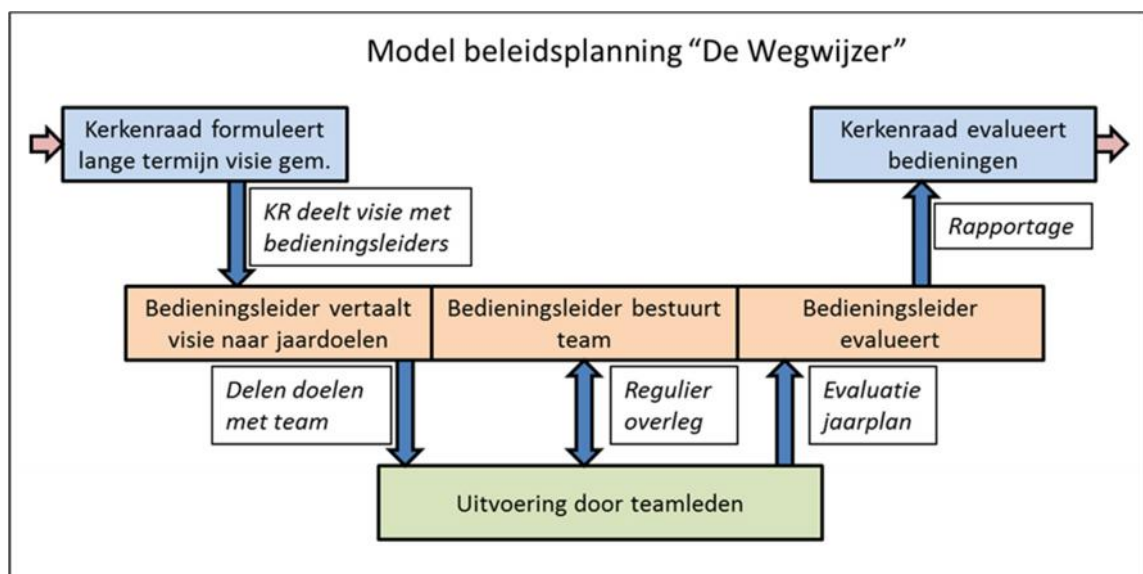 Model beleidsplanning “De Wegwijzer”
Kerkenraad formuleert
lange termijn visie gem.
Kerkenraad evalueert
bedieningen
KR deelt visie met
bedieningsleiders
Rapportage
Bedieningsleider vertaalt
visie naar jaardoelen
Bedieningsleider bestuurt
team
Bedieningsleider
evalueert
Delen doelen
met team
Regulier
overleg
Evaluatie
jaarplan
Uitvoering door teamleden